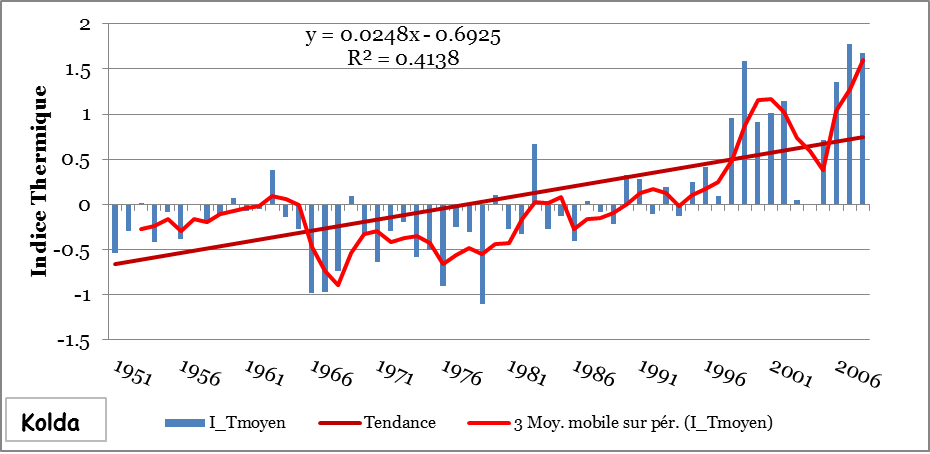 y = 0.0248x - 0.6925
R² = 0.4138
Indice Thermique
2
1.5
1
0.5
0
-0.5
-1
-1.5
1951 1956 1961 1966 1971 1976 1981 1986 1991 1996 2001 2006
Kolda
I_Tmoyen Tendance 3 Moy. mobile sur pér. (I_Tmoyen)